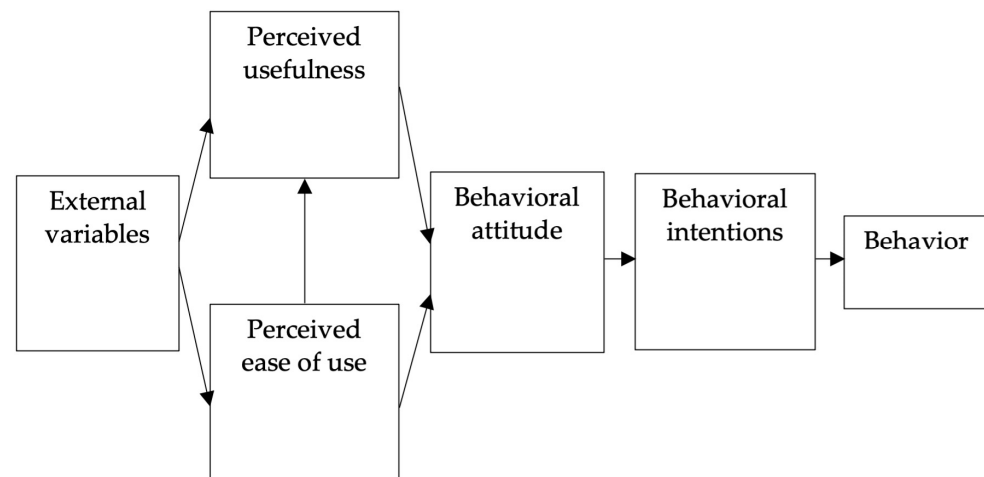 Perceived
usefulness
External
variables
Behavioral
attitude
Behavioral
intentions
Behavior
Perceived
ease of use